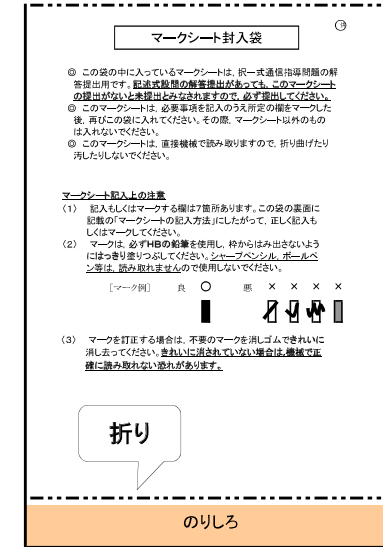 マークシート封入袋
◎ この袋の中に入っているマークシートは,択一式通信指導問題の解
答提出用です。記述式設問の解答提出があっても、このマークシート
の提出がないと未提出とみなされますので、必ず提出してください。
◎ このマークシートは、必要事項を記入のうえ所定の欄をマークした
後、再びこの袋に入れてください。その際、マークシート以外のもの
は入れないでください。
◎ このマークシートは、直接機械で読み取りますので、折り曲げたり
汚したりしないでください。
マークシート記入上の注意
(1) 記入もしくはマークする欄は7箇所あります。この袋の裏面に
記載の「マークシートの記入方法」にしたがって、正しく記入も
しくはマークしてください。
(2) マークは、必ずHBの鉛筆を使用し、枠からはみ出さないよう
にはっきり塗りつぶしてください。シャープペンシル、ボールペ
ン等は、読み取れませんので使用しないでください。
[マーク例] 良 ○ 悪 × × × ×
(3) マークを訂正する場合は、不要のマークを消しゴムできれいに
消し去ってください。きれいに消されていない場合は、機械で正
確に読み取れない恐れがあります。
折り
のりしろ